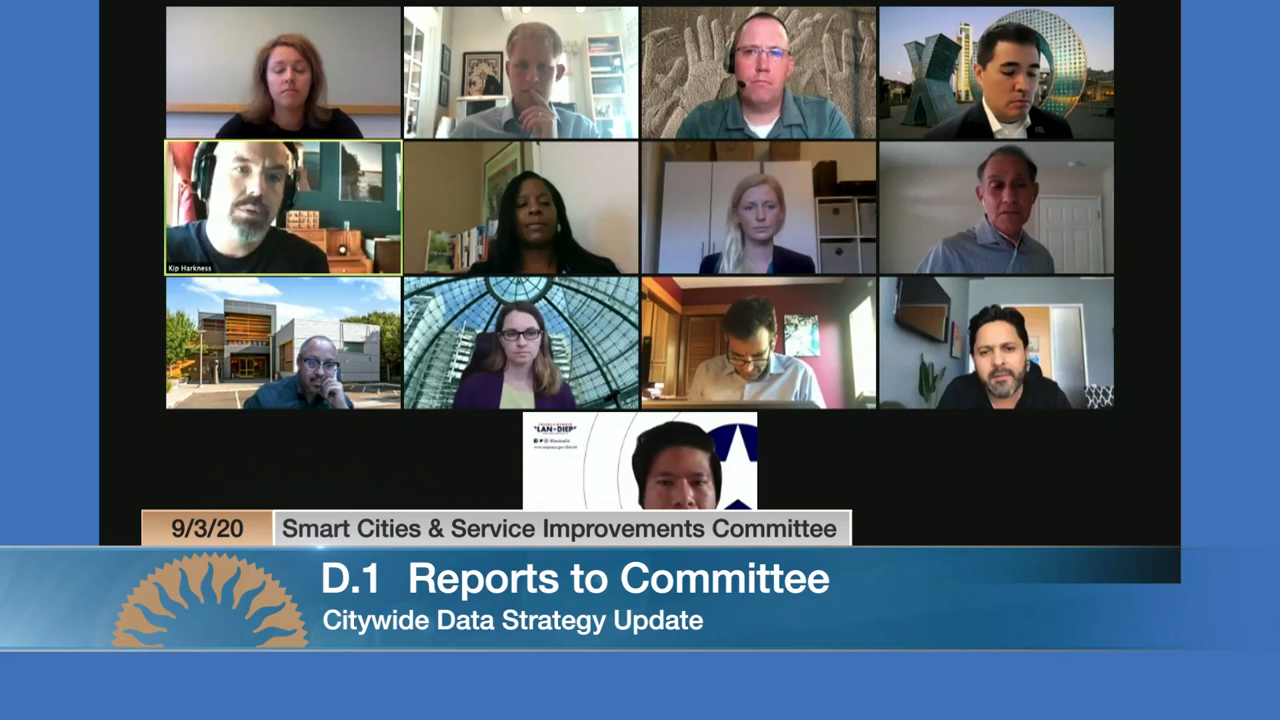 Kip Harkness
LAN DIEP
9/3/20 Smart Cities & Service Improvements Committee
D.1 Reports to Committee
Citywide Data Strategy Update